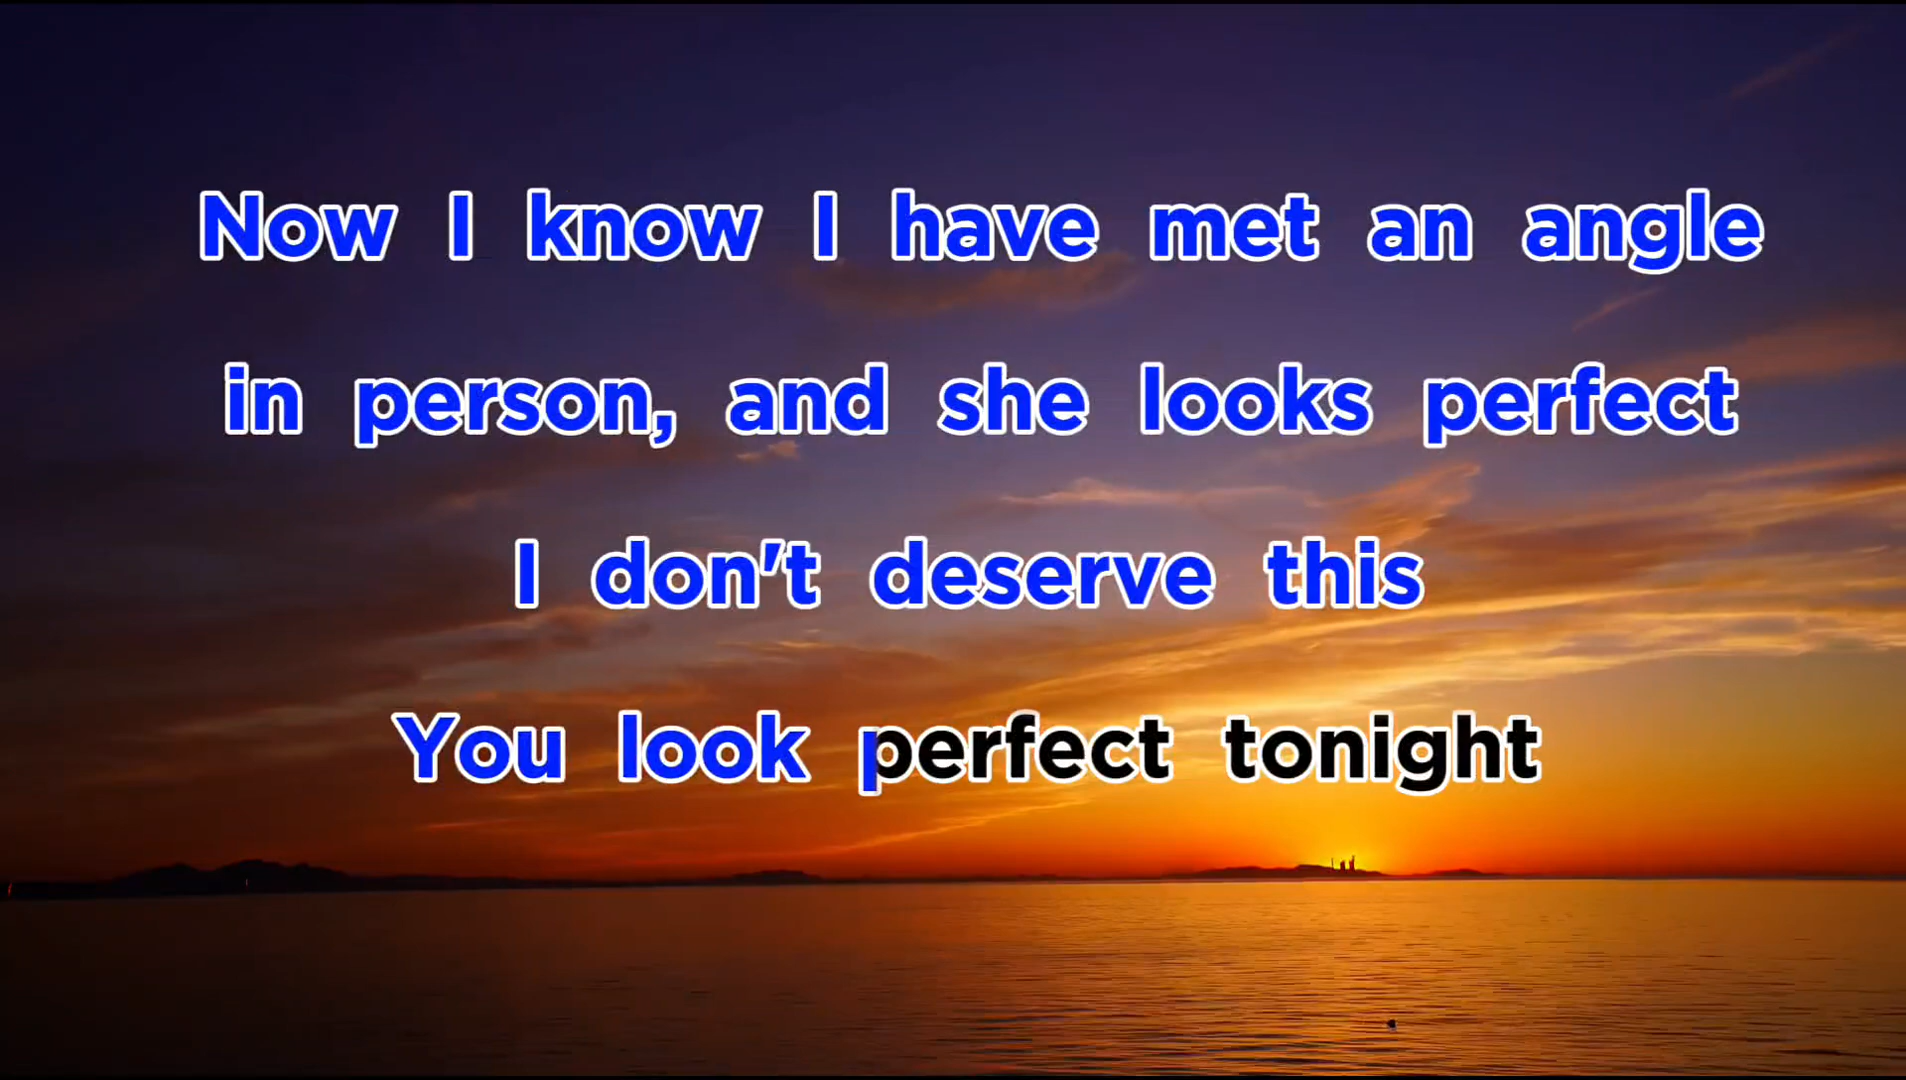 Now I know I have met an angle
in person, and she looks perfect
I don't deserve this
You look perfect tonight